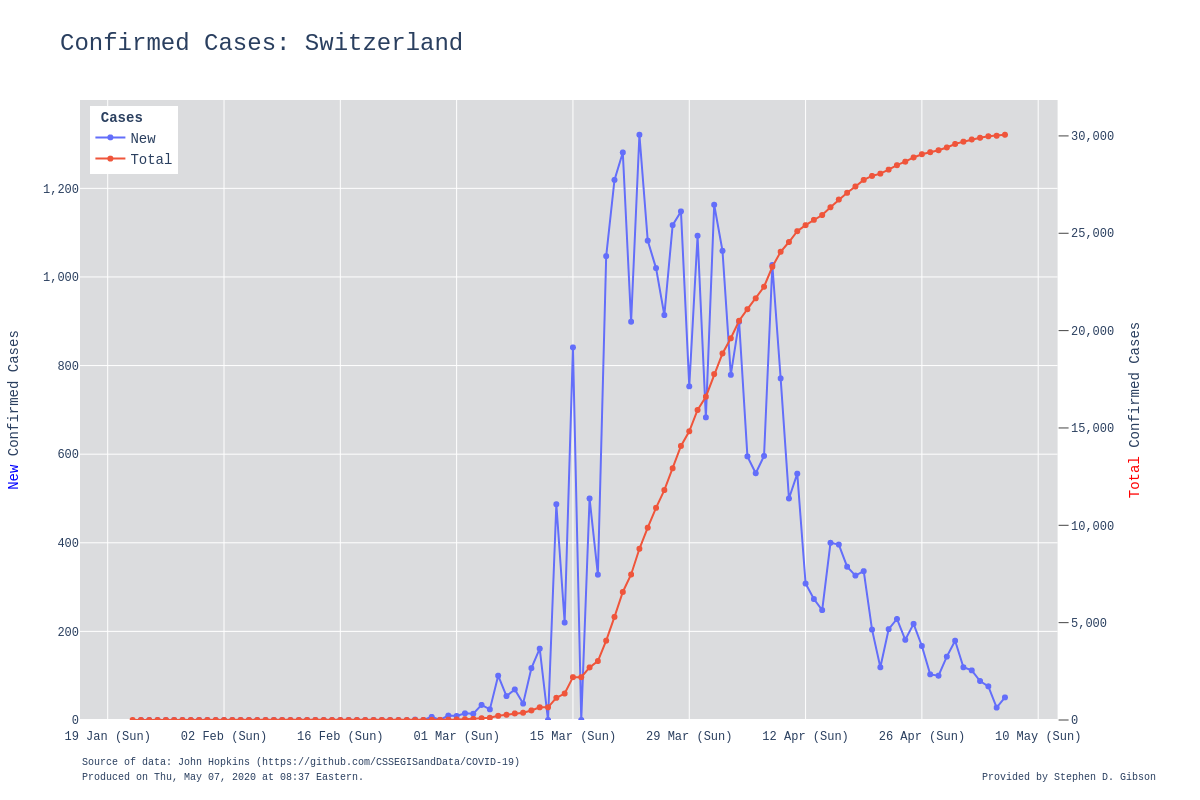 Confirmed Cases: Switzerland
Cases
New
Total
1,200
1,000
800
600
400
200
0
New Confirmed Cases
30,000
25,000
20,000
15,000
10,000
5,000
0
Total Confirmed Cases
19 Jan (Sun) 02 Feb (Sun) 16 Feb (Sun) 01 Mar (Sun) 15 Mar (Sun) 29 Mar (Sun) 12 Apr (Sun) 26 Apr (Sun) 10 May (Sun)
Source of data: John Hopkins (https://github.com/CSSEGISandData/COVID-19)
Produced on Thu, May 07, 2020 at 08:37 Eastern.
Provided by Stephen D. Gibson